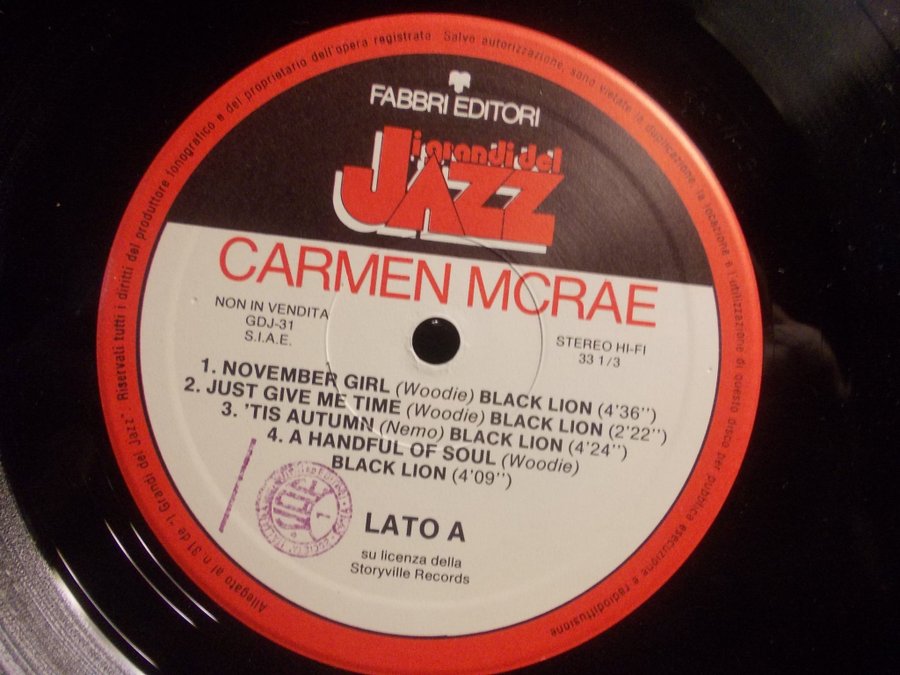 FABBRI EDITORI
i grandi del
JAZZ
CARMEN MCRAE
NON IN VENDITA
GDJ-31
S.I.A.E.
STEREO HI-FI
33 1/3
1. NOVEMBER GIRL (Woodie) BLACK LION (4'36")
2. JUST GIVE ME TIME (Woodie) BLACK LION (2'22")
3. 'TIS AUTUMN (Nemo) BLACK LION (4'24")
4. A HANDFUL OF SOUL (Woodie)
BLACK LION (4'09")
LATO A
su licenza della
Storyville Records
Allegato al n. 31 de "I Grandi del Jazz". Riservati tutti i diritti del produttore fonografico e del proprietario dell'opera registrata. Salvo autorizzazione, sono vietate la duplicazione, la locazione e l'utilizzazione di questo disco per pubblica esecuzione e radiodiffusione